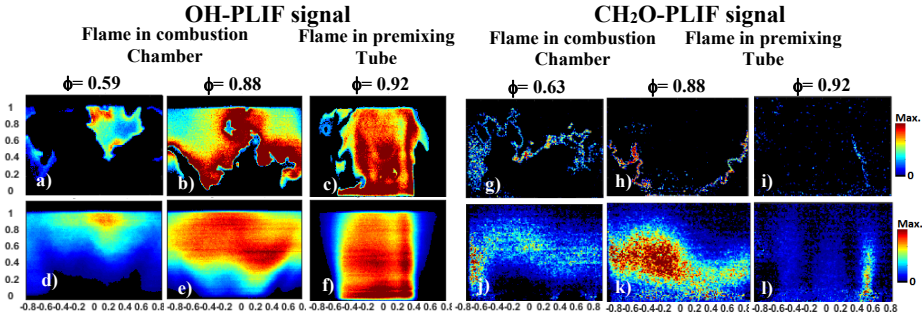 OH-PLIF signal
CH₂O-PLIF signal
Flame in combustion
Chamber
Flame in premixing
Tube
Flame in combustion
Chamber
Flame in premixing
Tube
ϕ= 0.59
ϕ= 0.88
ϕ= 0.92
ϕ= 0.63
ϕ= 0.88
ϕ= 0.92
1
0.8
0.6
0.4
0.2
0
a)
b)
c)
g)
h)
i)
Max.
0
1
0.8
0.6
0.4
0.2
0
d)
e)
f)
j)
k)
l)
Max.
0
-0.8-0.6-0.4-0.2 0 0.2 0.4 0.6 0.8
-0.8-0.6-0.4-0.2 0 0.2 0.4 0.6 0.8
-0.8-0.6-0.4-0.2 0 0.2 0.4 0.6 0.8
-0.8-0.6-0.4-0.2 0 0.2 0.4 0.6 0.8
-0.8-0.6-0.4-0.2 0 0.2 0.4 0.6 0.8
-0.8-0.6-0.4-0.2 0 0.2 0.4 0.6 0.8